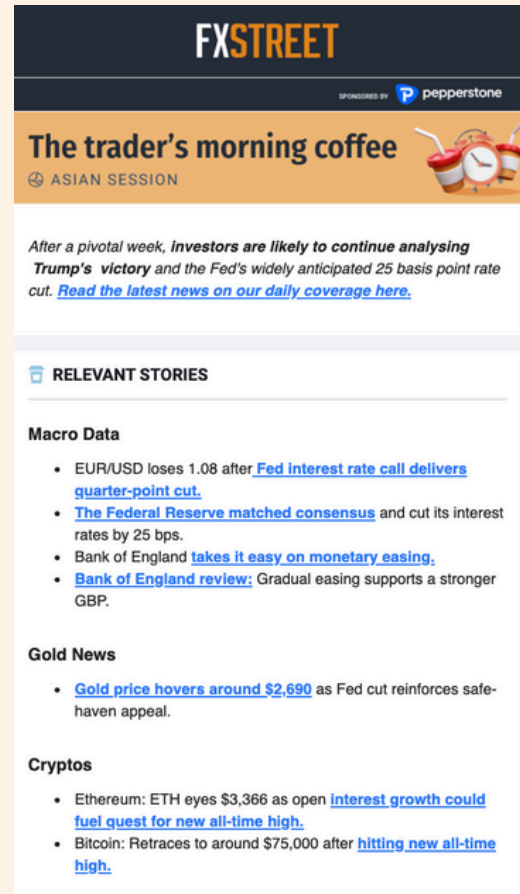 FXSTREET
SPONSORED BY pepperstone
The trader's morning coffee
ASIAN SESSION
After a pivotal week, investors are likely to continue analysing
Trump's victory and the Fed's widely anticipated 25 basis point rate
cut. Read the latest news on our daily coverage here.
RELEVANT STORIES
Macro Data
• EUR/USD loses 1.08 after Fed interest rate call delivers
quarter-point cut.
• The Federal Reserve matched consensus and cut its interest
rates by 25 bps.
• Bank of England takes it easy on monetary easing.
• Bank of England review: Gradual easing supports a stronger
GBP.
Gold News
• Gold price hovers around $2,690 as Fed cut reinforces safe-
haven appeal.
Cryptos
• Ethereum: ETH eyes $3,366 as open interest growth could
fuel quest for new all-time high.
• Bitcoin: Retraces to around $75,000 after hitting new all-time
high.